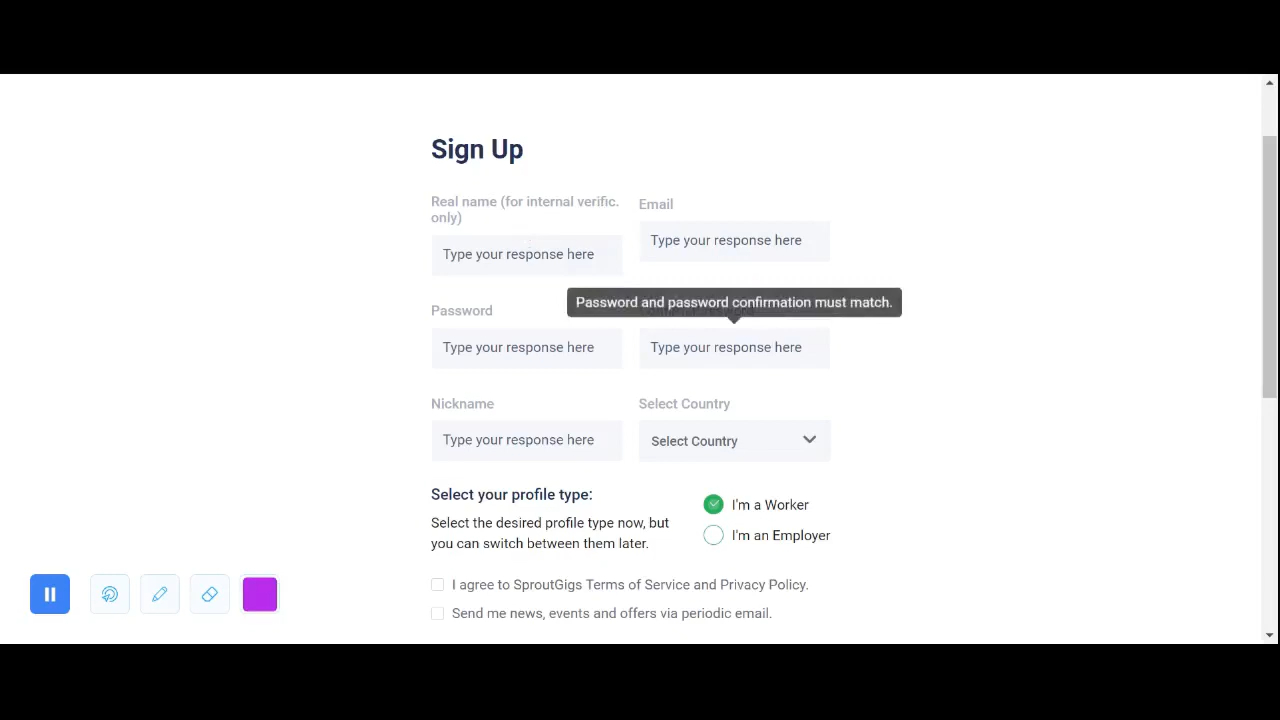 Sign Up
Real name (for internal verific.
only)
Email
Type your response here
Type your response here
Password and password confirmation must match.
Password
Type your response here
Type your response here
Nickname
Select Country
Type your response here
Select Country
Select your profile type:
Select the desired profile type now, but
you can switch between them later.
I'm a Worker
I'm an Employer
I agree to SproutGigs Terms of Service and Privacy Policy.
Send me news, events and offers via periodic email.